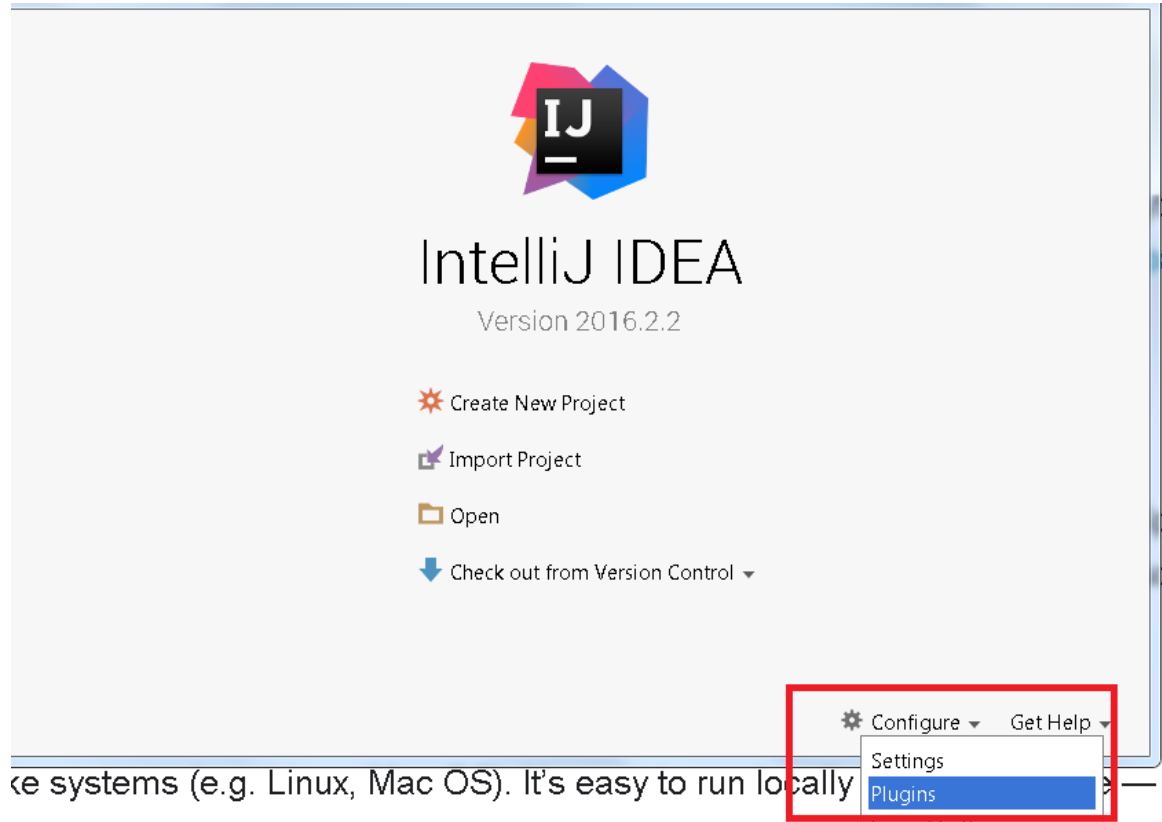 IJ
IntelliJ IDEA
Version 2016.2.2
Create New Project
Import Project
Open
Check out from Version Control
Configure Get Help
Settings
ke systems (e.g. Linux, Mac OS). It's easy to run locally e —
Plugins